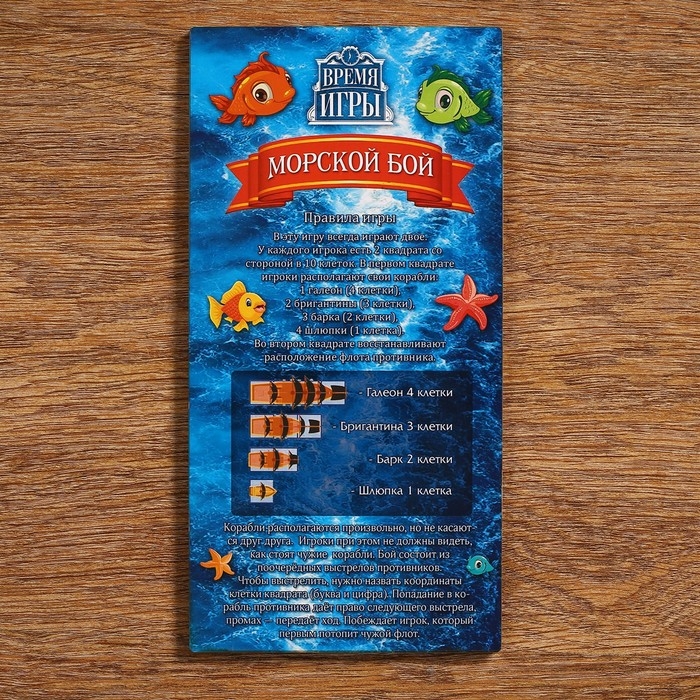 ВРЕМЯ
ИГРЫ
МОРСКОЙ БОЙ
Правила игры
В эту игру всегда играют двое.
У каждого игрока есть 2 квадрата со
стороной в 10 клеток. В первом квадрате
игроки располагают свои корабли:
1 галеон (4 клетки),
2 бригантины (3 клетки),
3 барка (2 клетки),
4 шлюпки (1 клетка).
Во втором квадрате восстанавливают
расположение флота противника.
- Галеон 4 клетки
- Бригантина 3 клетки
- Барк 2 клетки
- Шлюпка 1 клетка
Корабли располагаются произвольно, но не касают-
ся друг друга. Игроки при этом не должны видеть,
как стоят чужие корабли. Бой состоит из
поочередных выстрелов противников.
Чтобы выстрелить, нужно назвать координаты
клетки квадрата (буква и цифра). Попадание в ко-
рабль противника даёт право следующего выстрела,
промах — передаёт ход. Побеждает игрок, который
первым потопит чужой флот.